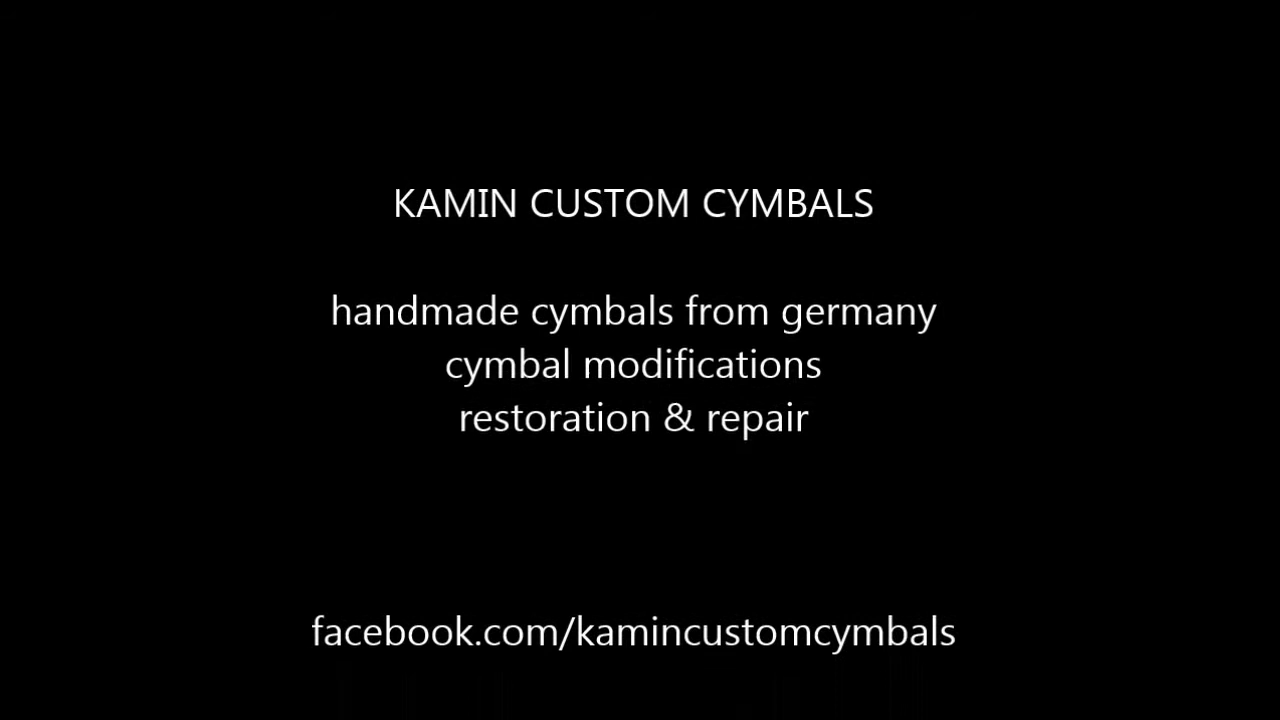 KAMIN CUSTOM CYMBALS
handmade cymbals from germany
cymbal modifications
restoration & repair
facebook.com/kamincustomcymbals